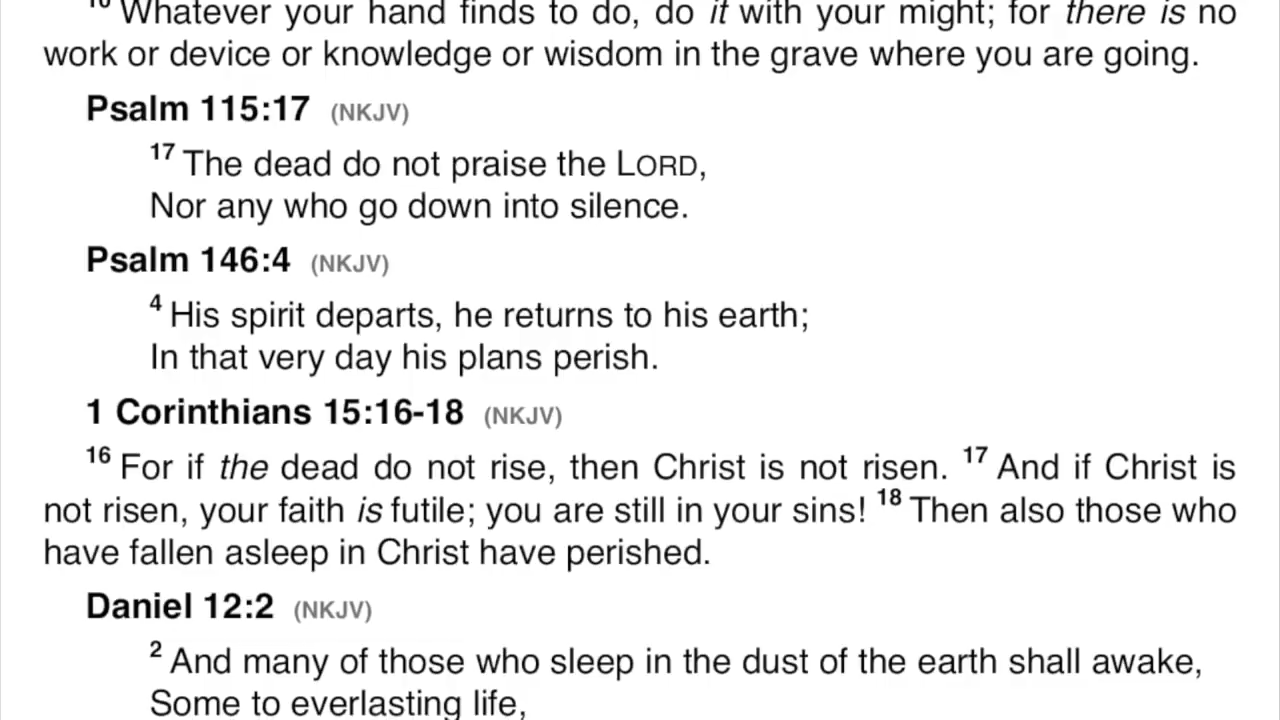 10 Whatever your hand finds to do, do it with your might; for there is no
work or device or knowledge or wisdom in the grave where you are going.
Psalm 115:17 (NKJV)
17 The dead do not praise the LORD,
Nor any who go down into silence.
Psalm 146:4 (NKJV)
4 His spirit departs, he returns to his earth;
In that very day his plans perish.
1 Corinthians 15:16-18 (NKJV)
16 For if the dead do not rise, then Christ is not risen. 17 And if Christ is
not risen, your faith is futile; you are still in your sins! 18 Then also those who
have fallen asleep in Christ have perished.
Daniel 12:2 (NKJV)
2 And many of those who sleep in the dust of the earth shall awake,
Some to everlasting life,